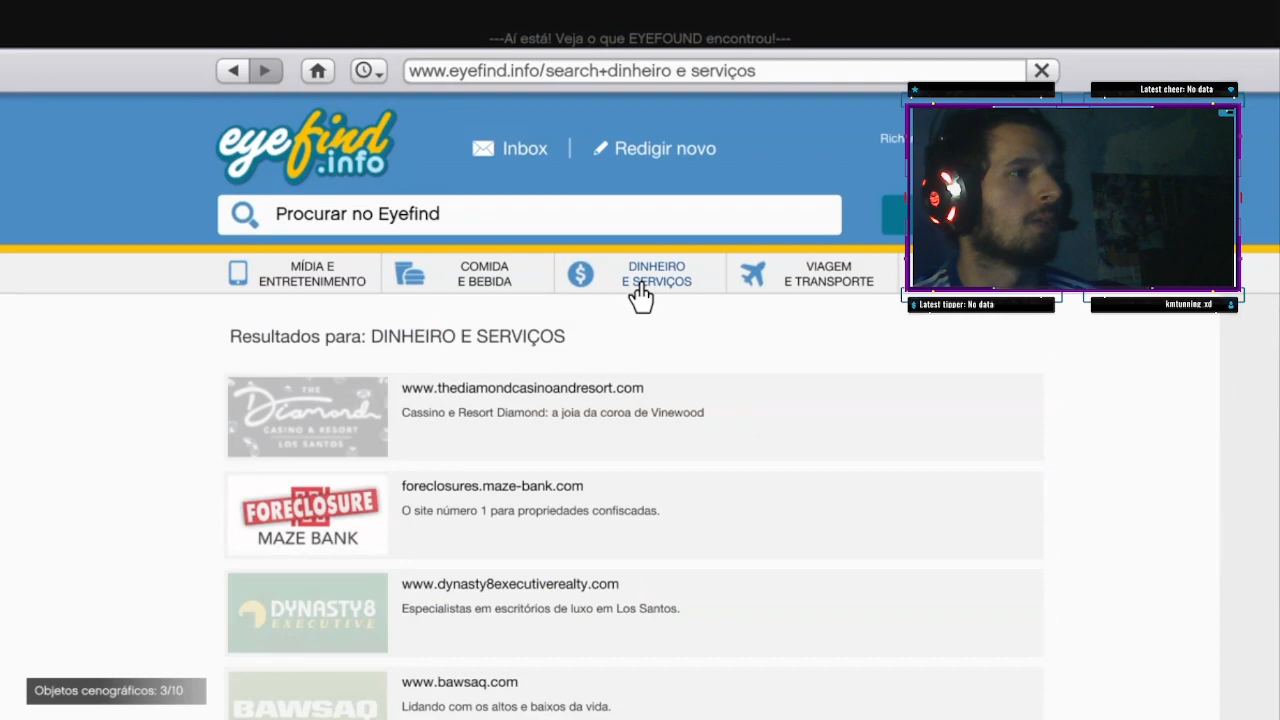 ---Aí está! Veja o que EYEFOUND encontrou!---
www.eyefind.info/search+dinheiro e serviços
Latest cheer: No data
eyefind
.info
Inbox
Redigir novo
Procurar no Eyefind
MÍDIA E
ENTRETENIMENTO
COMIDA
E BEBIDA
DINHEIRO
E SERVIÇOS
VIAGEM
E TRANSPORTE
Latest tipper: No data
kmtunning_xd
Resultados para: DINHEIRO E SERVIÇOS
THE
Diamond
CASINO & RESORT
LOS SANTOS
www.thediamondcasinoandresort.com
Cassino e Resort Diamond: a joia da coroa de Vinewood
FORECLOSURE
MAZE BANK
foreclosures.maze-bank.com
O site número 1 para propriedades confiscadas.
DYNASTY8
EXECUTIVE
www.dynasty8executiverealty.com
Especialistas em escritórios de luxo em Los Santos.
BAWSAQ
www.bawsaq.com
Lidando com os altos e baixos da vida.
Objetos cenográficos: 3/10